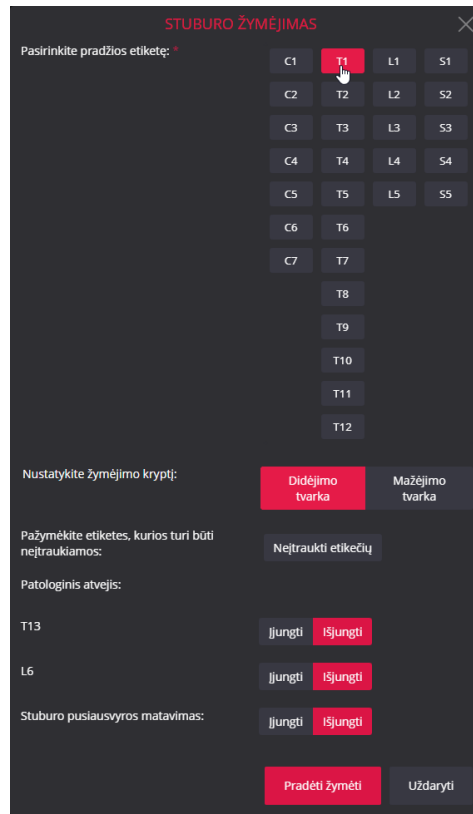 STUBURO ŽYMĖJIMAS
Pasirinkite pradžios etiketę: *
C1 T1 L1 S1
C2 T2 L2 S2
C3 T3 L3 S3
C4 T4 L4 S4
C5 T5 L5 S5
C6 T6
C7 T7
T8
T9
T10
T11
T12
Nustatykite žymėjimo kryptį:
Didėjimo
tvarka
Mažėjimo
tvarka
Pažymėkite etiketes, kurios turi būti
neįtraukiamos:
Neįtraukti etikečių
Patologinis atvejis:
T13
Įjungti Išjungti
L6
Įjungti Išjungti
Stuburo pusiausvyros matavimas:
Įjungti Išjungti
Pradėti žymėti Uždaryti